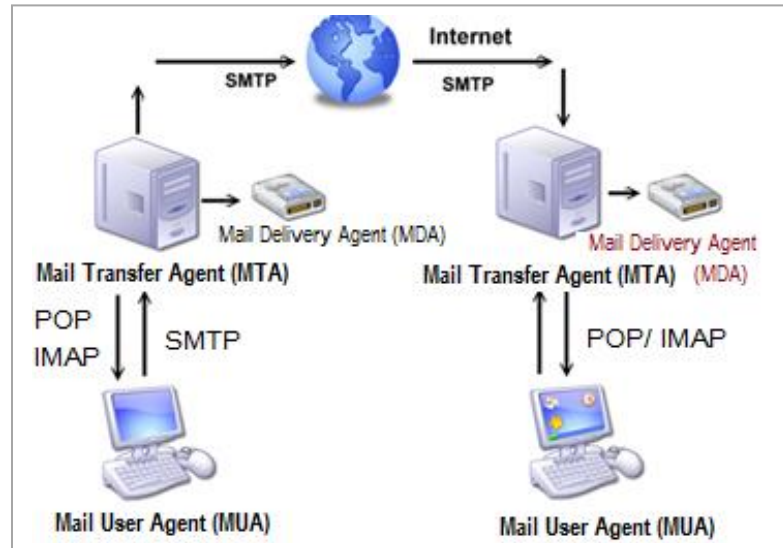 Internet
SMTP
SMTP
Mail Delivery Agent (MDA)
Mail Transfer Agent (MTA)
Mail Delivery Agent
(MDA)
Mail Transfer Agent (MTA)
POP
IMAP
SMTP
POP/ IMAP
Mail User Agent (MUA)
Mail User Agent (MUA)